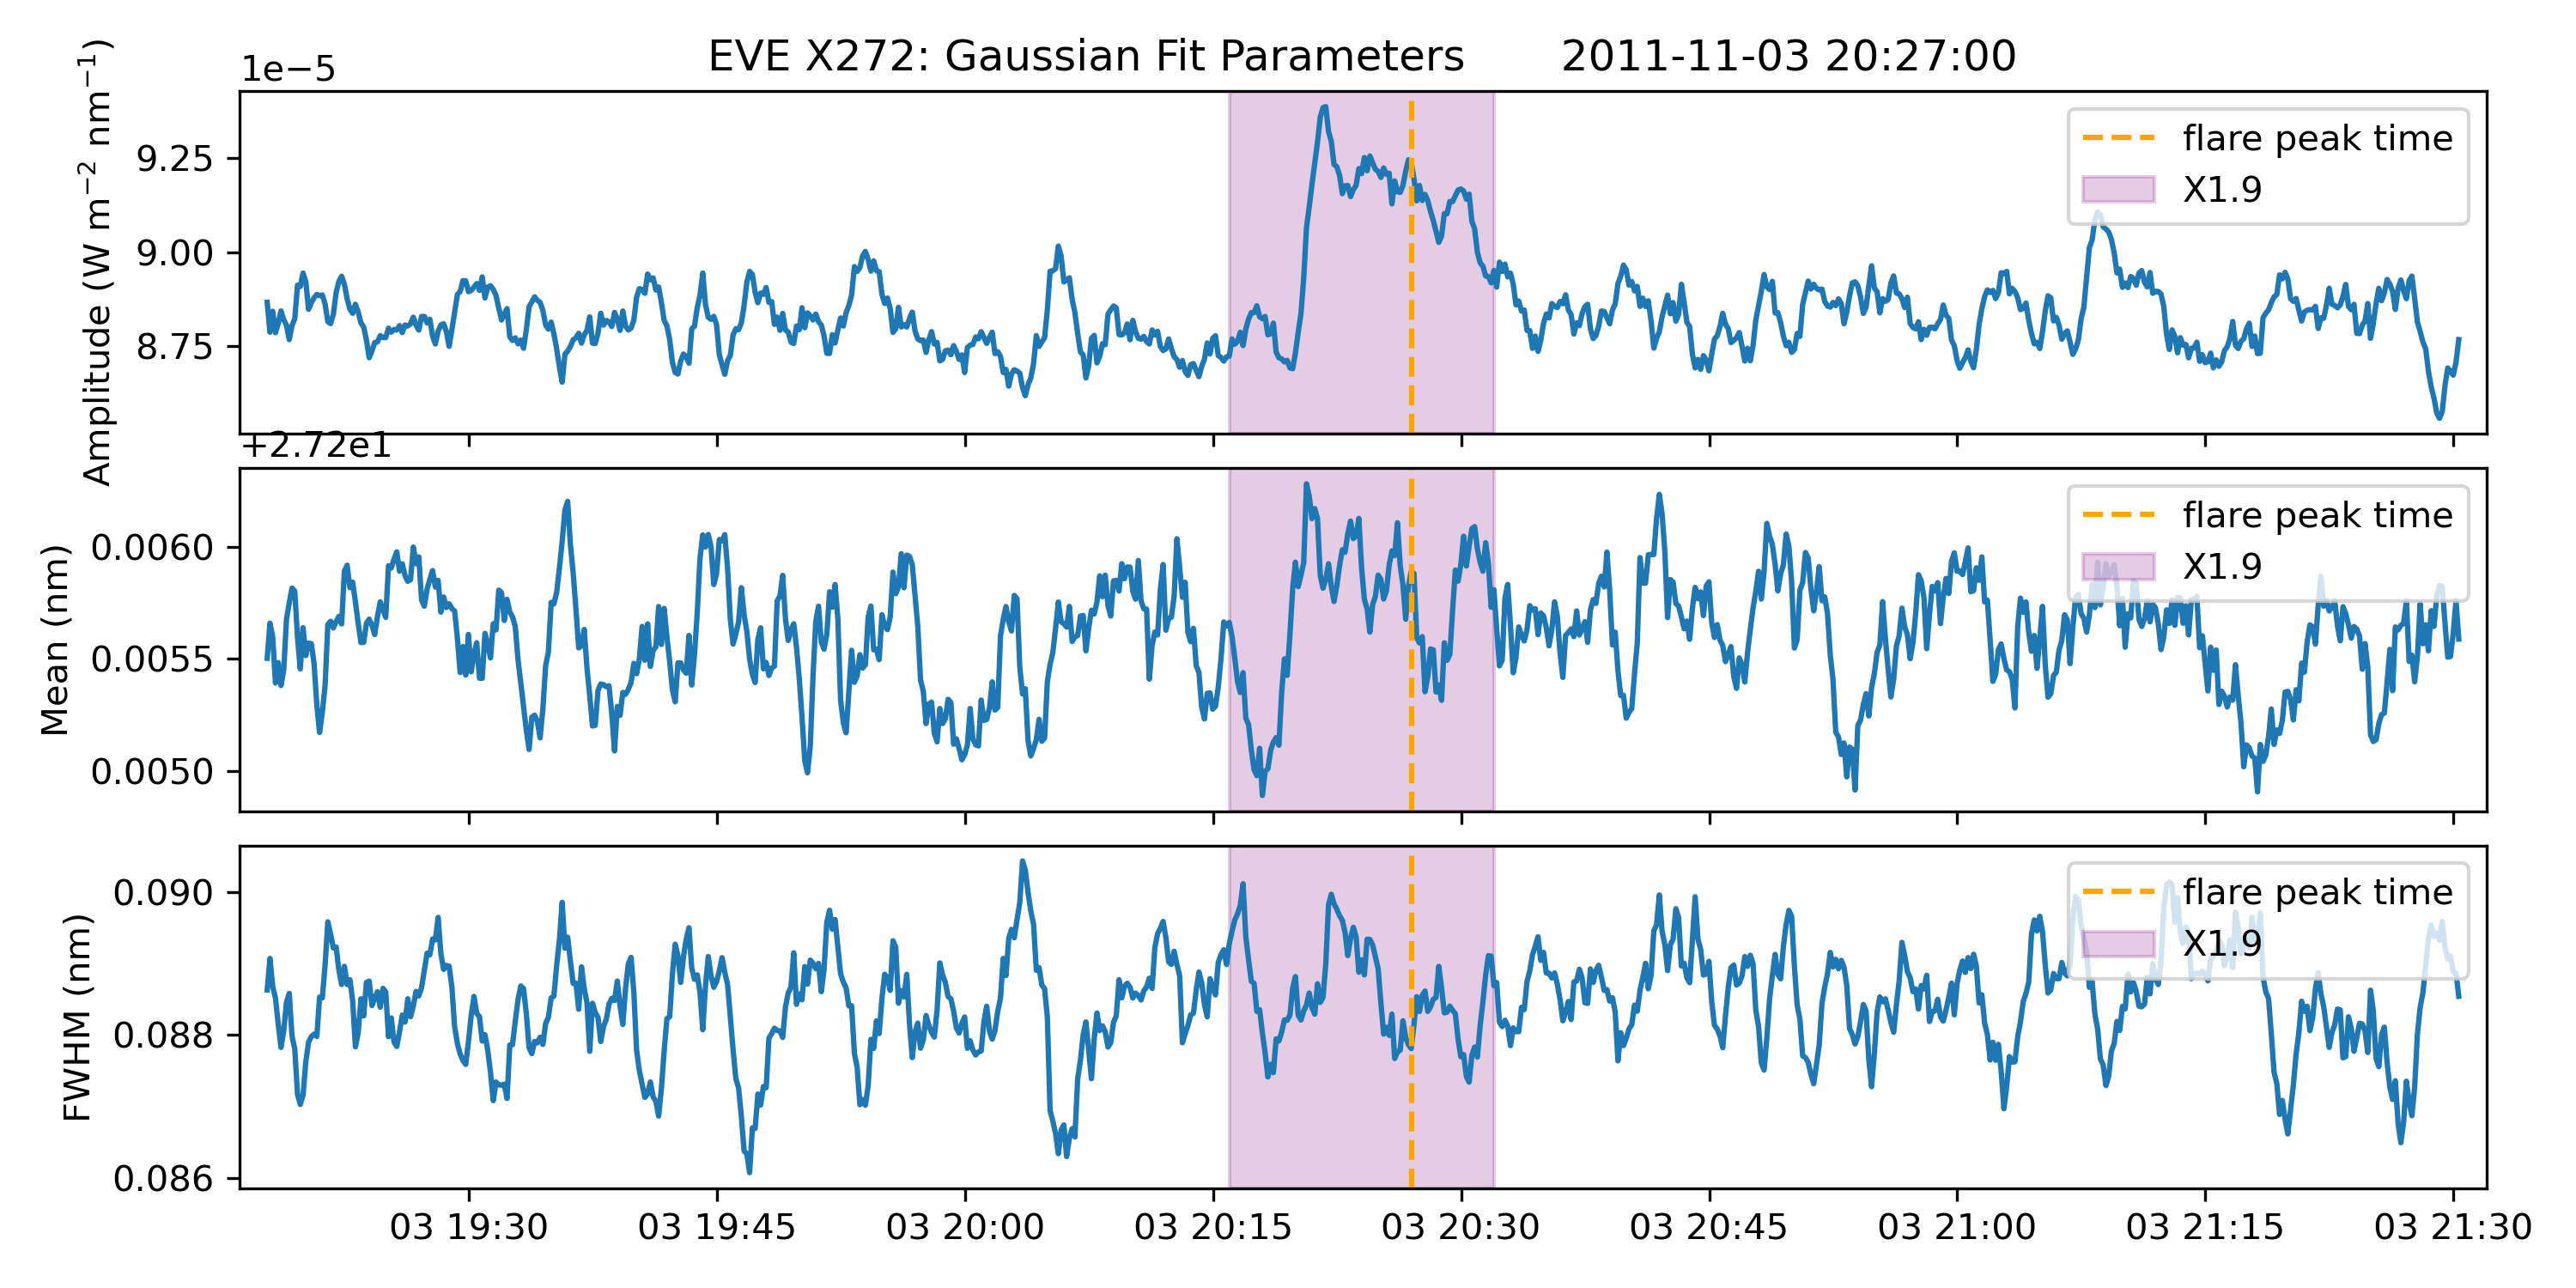 EVE X272: Gaussian Fit Parameters 2011-11-03 20:27:00
1e−5
Amplitude (W m⁻² nm⁻¹)
9.25
9.00
8.75
flare peak time
X1.9
+2.72e1
Mean (nm)
0.0060
0.0055
0.0050
flare peak time
X1.9
FWHM (nm)
0.090
0.088
0.086
flare peak time
X1.9
03 19:30 03 19:45 03 20:00 03 20:15 03 20:30 03 20:45 03 21:00 03 21:15 03 21:30